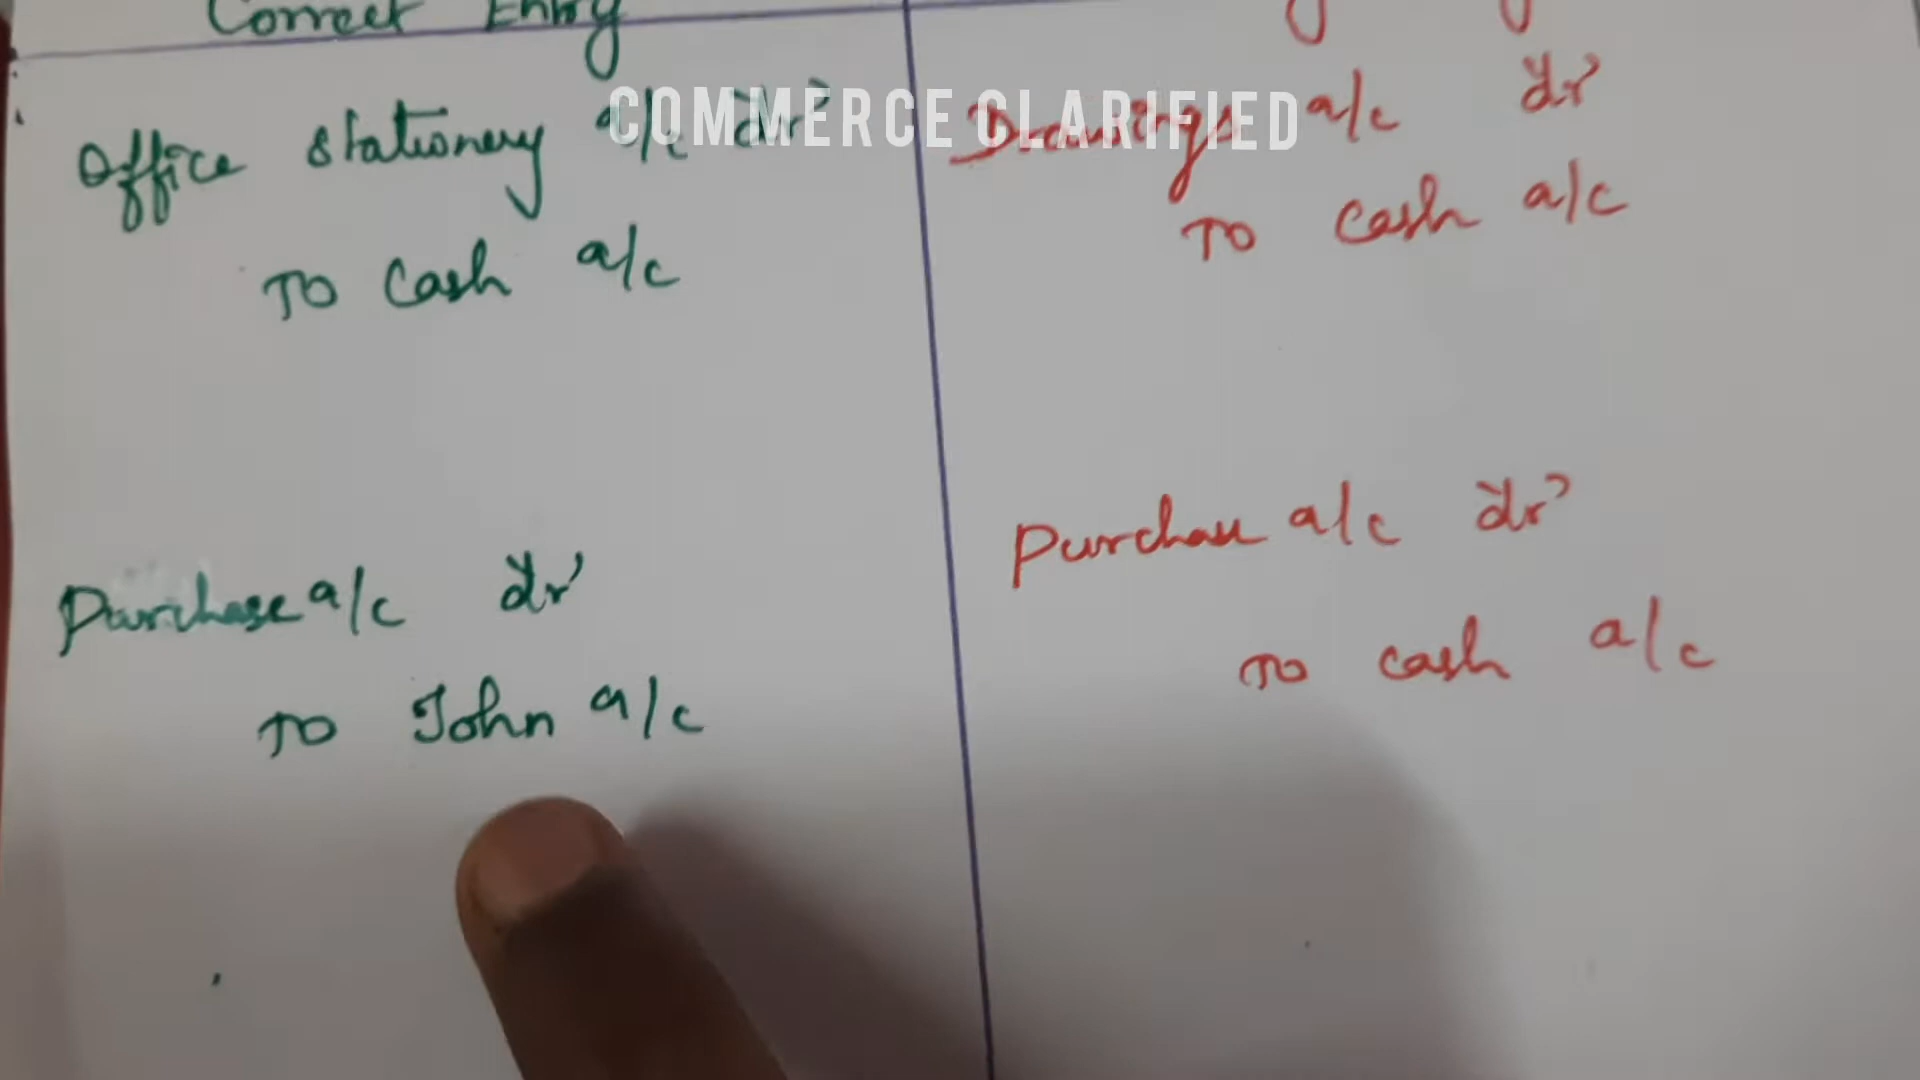 Correct Entry
COMMERCE CLARIFIED
Office stationery a/c dr
To Cash a/c
Drawings a/c dr
To Cash a/c
Purchase a/c dr
To John a/c
Purchase a/c dr
To cash a/c